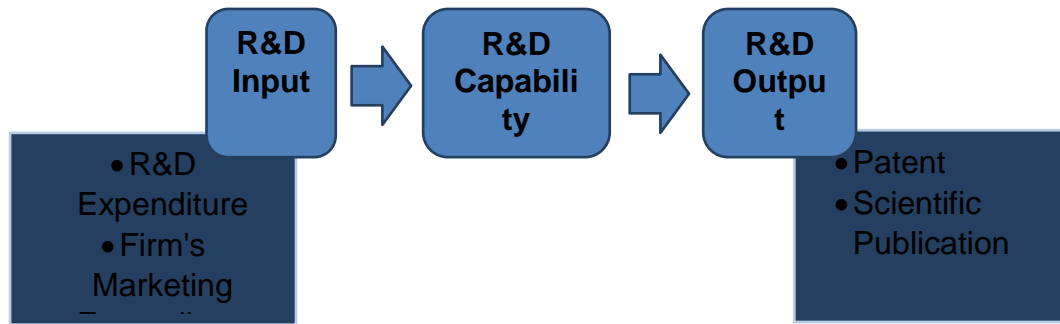 R&D
Input
R&D
Capabili
ty
R&D
Outpu
t
•R&D
Expenditure
•Firm's
Marketing
•Patent
•Scientific
Publication